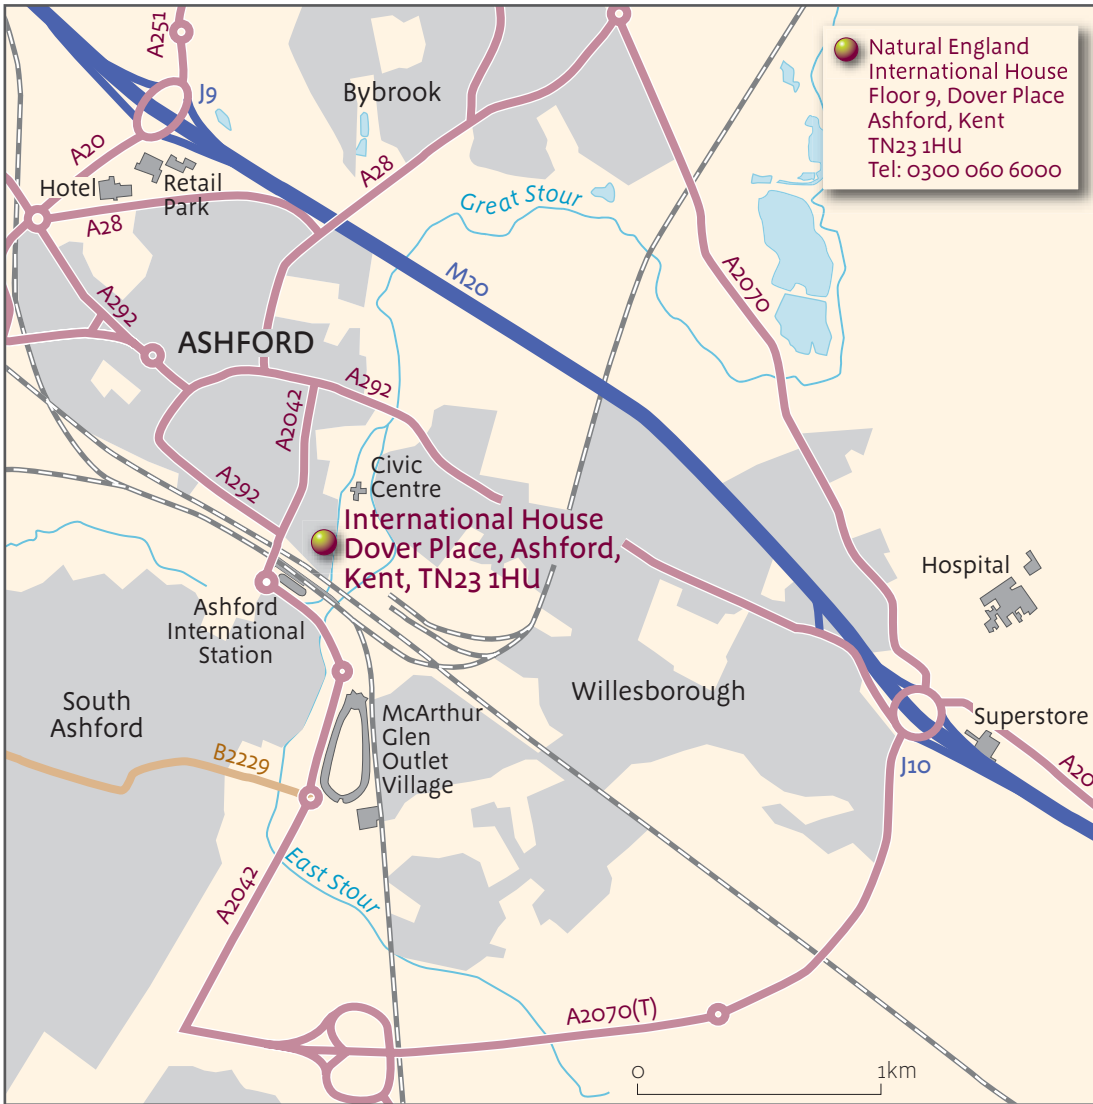 A251
J9
Bybrook
Natural England
International House
Floor 9, Dover Place
Ashford, Kent
TN23 1HU
Tel: 0300 060 6000
A20
Hotel
Retail
Park
A28
A28
Great Stour
M20
A2070
A292
ASHFORD
A292
A2042
Civic
Centre
A292
International House
Dover Place, Ashford,
Kent, TN23 1HU
Hospital
Ashford
International
Station
South
Ashford
Willesborough
McArthur
Glen
Outlet
Village
Superstore
B2229
J10
A20
East Stour
A2042
A2070(T)
0
1km